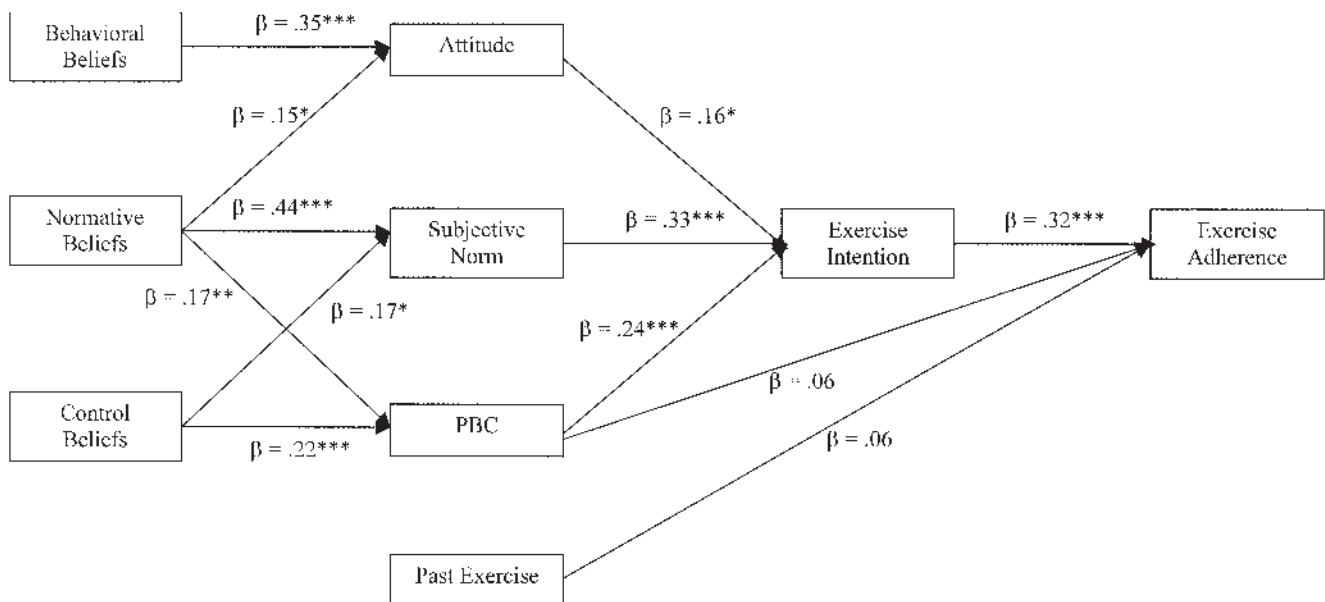 β = .35***
Behavioral
Beliefs
Attitude
β = .15*
β = .16*
Normative
Beliefs
β = .44***
Subjective
Norm
β = .33***
Exercise
Intention
β = .32***
Exercise
Adherence
β = .17**
β = .17*
β = .24***
β = .06
Control
Beliefs
β = .22***
PBC
β = .06
Past Exercise